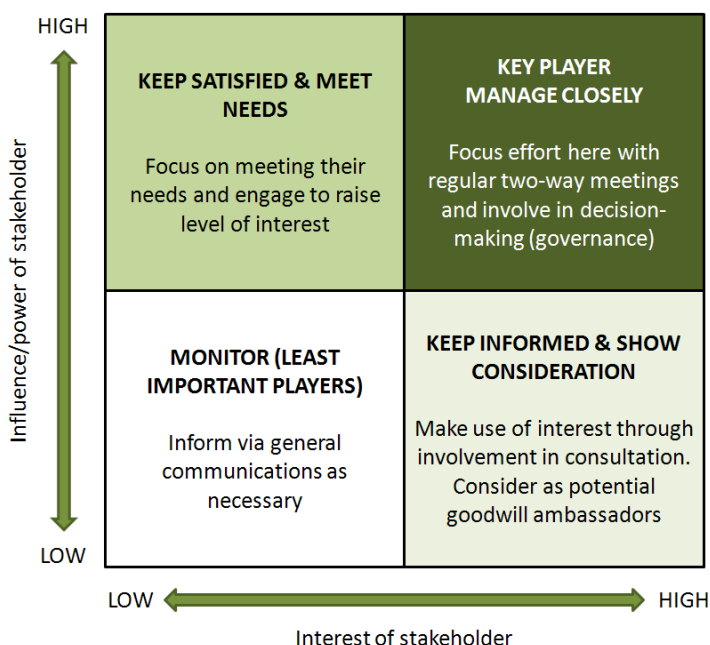 HIGH
KEEP SATISFIED & MEET
NEEDS
Focus on meeting their
needs and engage to raise
level of interest
KEY PLAYER
MANAGE CLOSELY
Focus effort here with
regular two-way meetings
and involve in decision-
making (governance)
Influence/power of stakeholder
MONITOR (LEAST
IMPORTANT PLAYERS)
Inform via general
communications as
necessary
KEEP INFORMED & SHOW
CONSIDERATION
Make use of interest through
involvement in consultation.
Consider as potential
goodwill ambassadors
LOW
LOW
HIGH
Interest of stakeholder